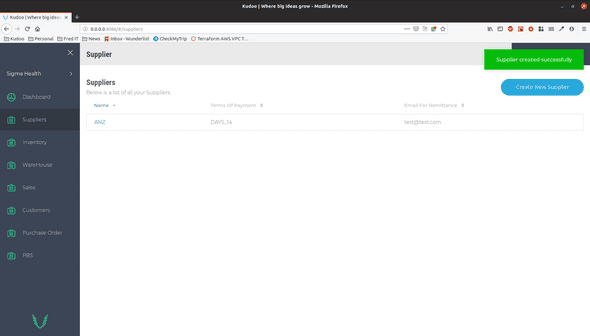 Kudoo | Where big ideas grow - Mozilla Firefox
Kudoo | Where big ideas
0.0.0.0:8080/#/suppliers
Kudoo Personal Fred IT News Inbox - Wunderlist CheckMyTrip Terraform AWS VPC T...
Sigma Health
Dashboard
Suppliers
Inventory
WareHouse
Sales
Customers
Purchase Order
PBS
Supplier
Supplier created successfully
Suppliers
Below is a list of all your Suppliers.
Create New Supplier
Name Terms Of Payment Email For Remittance
ANZ DAYS_14 test@test.com